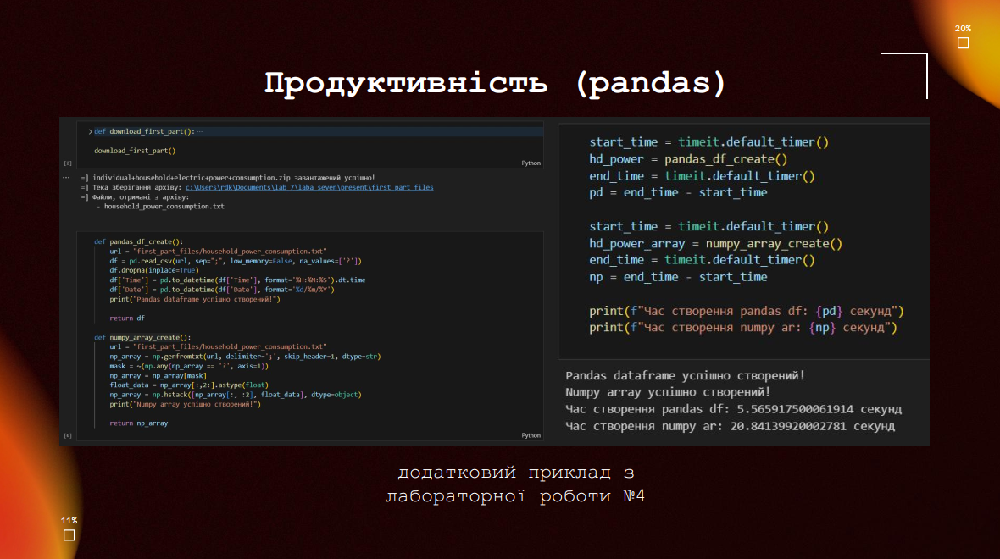 20%
Продуктивність (pandas)
def download_first_part(): ···
download_first_part()
[2]
Python
··· -] individual+household+electric+power+consumption.zip завантажений успішно!
=] Тека зберігання архіву: c:\Users\rdk\Documents\lab_7\laba_seven\present\first_part_files
~] Файли, отримані з архіву:
- household_power_consumption.txt
def pandas_df_create():
url = "first_part_files/household_power_consumption.txt"
df = pd.read_csv(url, sep=";", low_memory=False, na_values=['?'])
df.dropna(inplace=True)
df['Time'] = pd.to_datetime(df['Time'], format='%H:%M:%S').dt.time
df['Date'] = pd.to_datetime(df['Date'], format='%d/%m/%Y')
print("Pandas dataframe успішно створений!")
return df
def numpy_array_create():
url = "first_part_files/household_power_consumption.txt"
np_array = np.genfromtxt(url, delimiter=';', skip_header=1, dtype=str)
mask = ~(np.any(np_array == '?', axis=1))
np_array = np_array[mask]
float_data = np_array[:,2:].astype(float)
np_array = np.hstack([np_array[:, :2], float_data], dtype=object)
print("Numpy array успішно створений!")
return np_array
[6]
Python
start_time = timeit.default_timer()
hd_power = pandas_df_create()
end_time = timeit.default_timer()
pd = end_time - start_time
start_time = timeit.default_timer()
hd_power_array = numpy_array_create()
end_time = timeit.default_timer()
np = end_time - start_time
print(f"Час створення pandas df: {pd} секунд")
print(f"Час створення numpy ar: {np} секунд")
Pandas dataframe успішно створений!
Numpy array успішно створений!
Час створення pandas df: 5.565917500061914 секунд
Час створення numpy ar: 20.84139920002781 секунд
додатковий приклад з
лабораторної роботи №4
11%